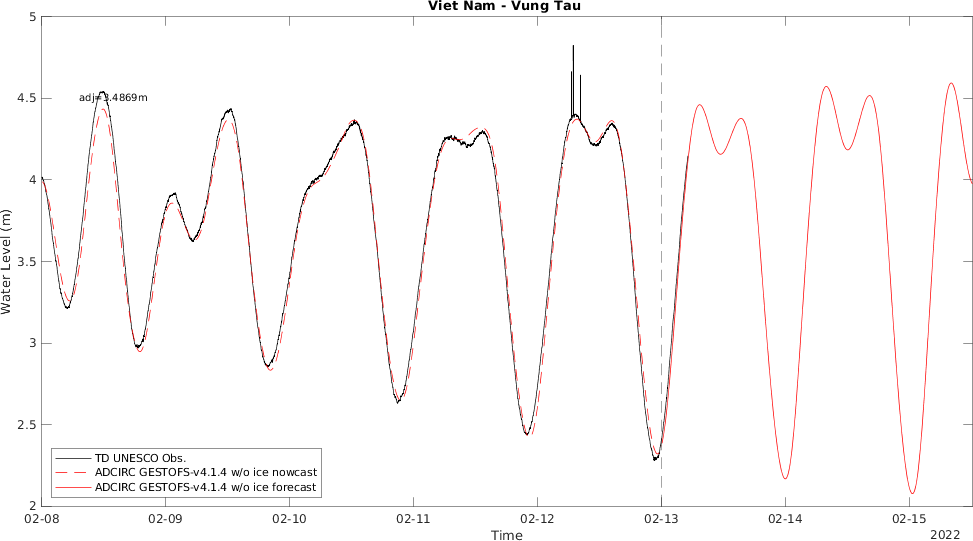 Viet Nam - Vung Tau
adj=3.4869m
Water Level (m)
5
4.5
4
3.5
3
2.5
2
TD UNESCO Obs.
ADCIRC GESTOFS-v4.1.4 w/o ice nowcast
ADCIRC GESTOFS-v4.1.4 w/o ice forecast
02-08 02-09 02-10 02-11 02-12 02-13 02-14 02-15
Time
2022